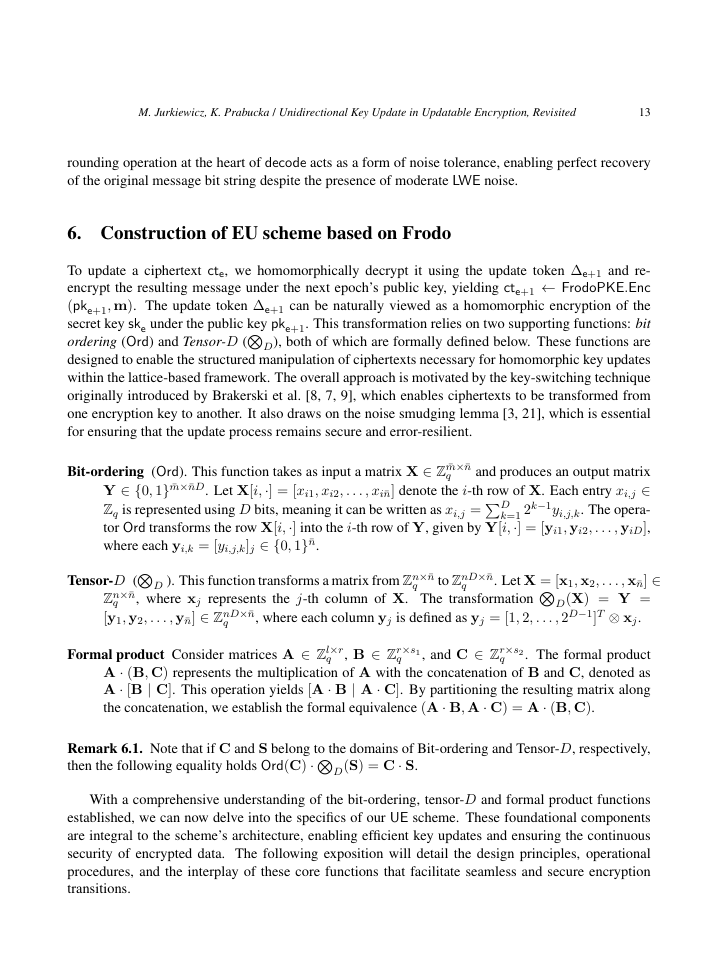 M. Jurkiewicz, K. Prabucka / Unidirectional Key Update in Updatable Encryption, Revisited 13
rounding operation at the heart of decode acts as a form of noise tolerance, enabling perfect recovery
of the original message bit string despite the presence of moderate LWE noise.
6. Construction of EU scheme based on Frodo
To update a ciphertext ct_e, we homomorphically decrypt it using the update token Δ_{e+1} and re-
encrypt the resulting message under the next epoch's public key, yielding ct_{e+1} ← FrodoPKE.Enc
(pk_{e+1}, m). The update token Δ_{e+1} can be naturally viewed as a homomorphic encryption of the
secret key sk_e under the public key pk_{e+1}. This transformation relies on two supporting functions: bit
ordering (Ord) and Tensor-D (⨂_D), both of which are formally defined below. These functions are
designed to enable the structured manipulation of ciphertexts necessary for homomorphic key updates
within the lattice-based framework. The overall approach is motivated by the key-switching technique
originally introduced by Brakerski et al. [8, 7, 9], which enables ciphertexts to be transformed from
one encryption key to another. It also draws on the noise smudging lemma [3, 21], which is essential
for ensuring that the update process remains secure and error-resilient.
Bit-ordering (Ord). This function takes as input a matrix X ∈ ℤ_q^{m̄×n̄} and produces an output matrix
Y ∈ {0, 1}^{m̄×n̄D}. Let X[i, ·] = [x_{i1}, x_{i2}, . . . , x_{in̄}] denote the i-th row of X. Each entry x_{i,j} ∈
ℤ_q is represented using D bits, meaning it can be written as x_{i,j} = ∑_{k=1}^{D} 2^{k−1}y_{i,j,k}. The opera-
tor Ord transforms the row X[i, ·] into the i-th row of Y, given by Y[i, ·] = [y_{i1}, y_{i2}, . . . , y_{iD}],
where each y_{i,k} = [y_{i,j,k}]_j ∈ {0, 1}^{n̄}.
Tensor-D (⨂_D ). This function transforms a matrix from ℤ_q^{n×n̄} to ℤ_q^{nD×n̄}. Let X = [x_1, x_2, . . . , x_{n̄}] ∈
ℤ_q^{n×n̄}, where x_j represents the j-th column of X. The transformation ⨂_D(X) = Y =
[y_1, y_2, . . . , y_{n̄}] ∈ ℤ_q^{nD×n̄}, where each column y_j is defined as y_j = [1, 2, . . . , 2^{D−1}]^T ⊗ x_j.
Formal product Consider matrices A ∈ ℤ_q^{l×r}, B ∈ ℤ_q^{r×s_1}, and C ∈ ℤ_q^{r×s_2}. The formal product
A · (B, C) represents the multiplication of A with the concatenation of B and C, denoted as
A · [B | C]. This operation yields [A · B | A · C]. By partitioning the resulting matrix along
the concatenation, we establish the formal equivalence (A · B, A · C) = A · (B, C).
Remark 6.1. Note that if C and S belong to the domains of Bit-ordering and Tensor-D, respectively,
then the following equality holds Ord(C) · ⨂_D(S) = C · S.
With a comprehensive understanding of the bit-ordering, tensor-D and formal product functions
established, we can now delve into the specifics of our UE scheme. These foundational components
are integral to the scheme's architecture, enabling efficient key updates and ensuring the continuous
security of encrypted data. The following exposition will detail the design principles, operational
procedures, and the interplay of these core functions that facilitate seamless and secure encryption
transitions.